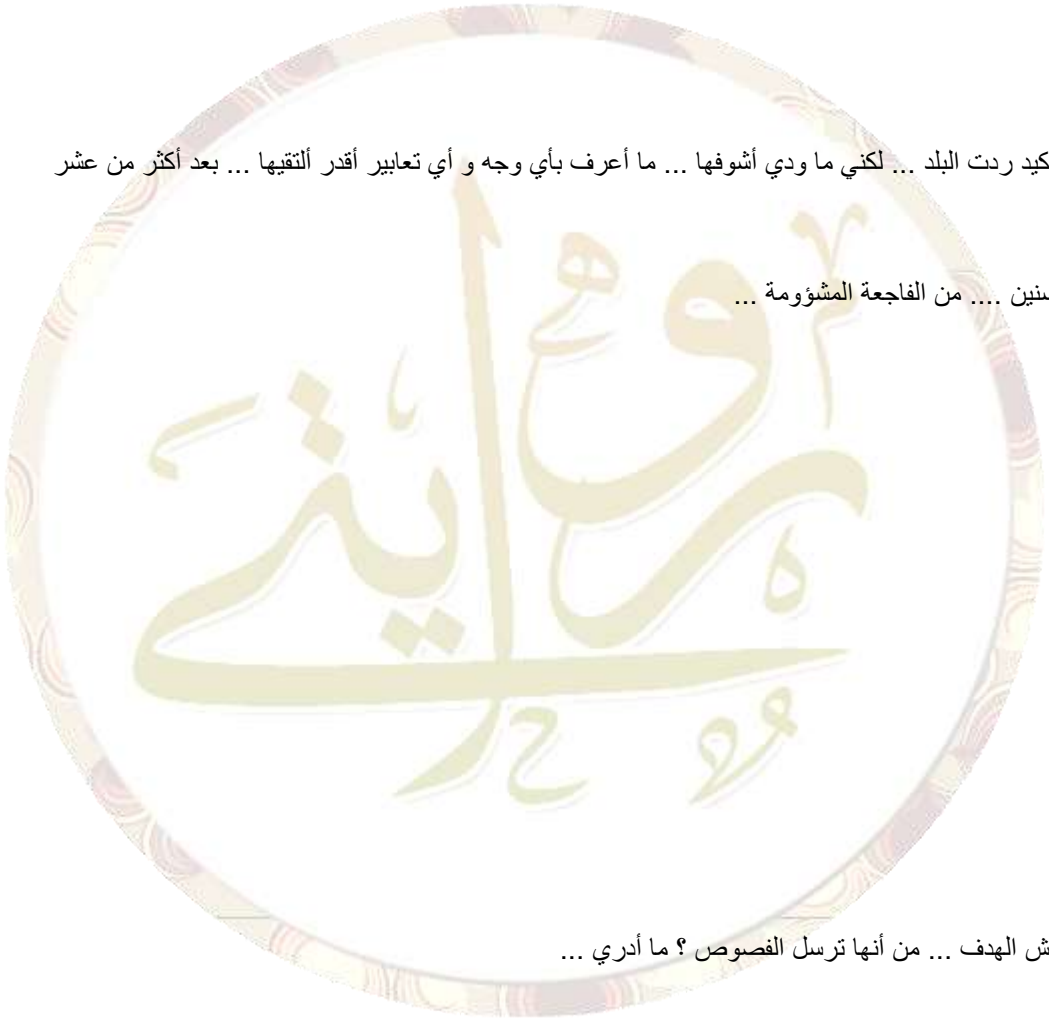 كيد ردت البلد ... لكني ما ودي أشوفها ... ما أعرف بأي وجه و أي تعابير أقدر ألتقيها ... بعد أكثر من عشر
سنين .... من الفاجعة المشؤومة ...
روايتي
ش الهدف ... من أنها ترسل الفصوص ؟ ما أدري ...